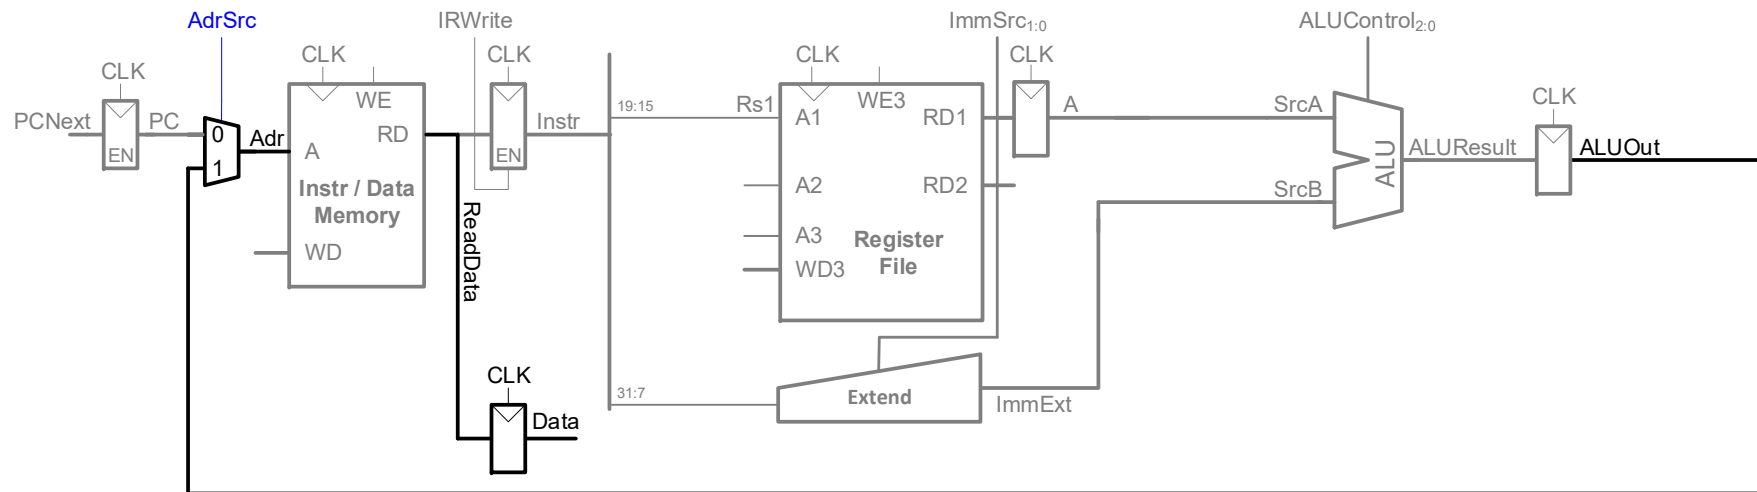 AdrSrc IRWrite ImmSrc1:0 ALUControl2:0
CLK CLK CLK CLK
CLK CLK
WE 19:15 Rs1 WE3 A SrcA
PCNext PC 0 Adr RD Instr A1 RD1
EN 1 A EN ALU ALUResult ALUOut
Instr / Data A2 RD2 SrcB
Memory
ReadData
WD A3 Register
WD3 File
CLK 31:7 Extend ImmExt
Data